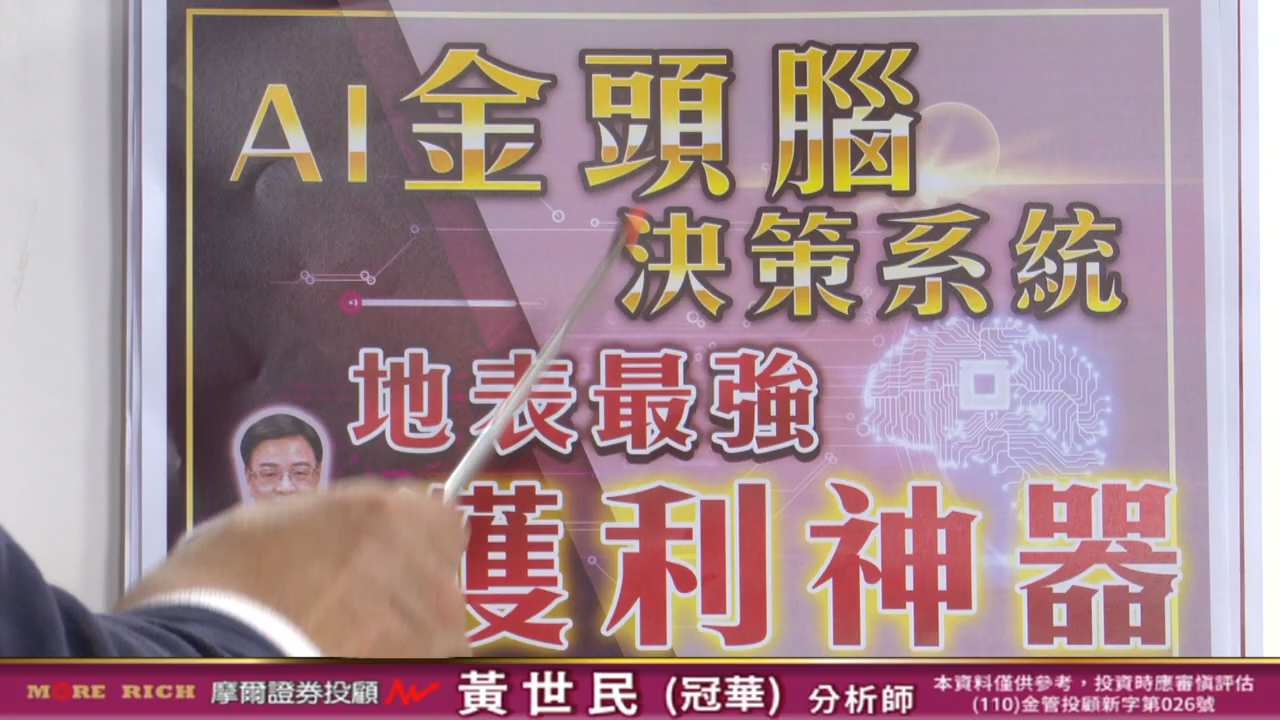 AI金頭腦
決策系統
地表最強
獲利神器
MORE RICH 摩爾證券投顧 黃世民 (冠華) 分析師
本資料僅供參考，投資時應審慎評估
(110)金管投顧新字第026號